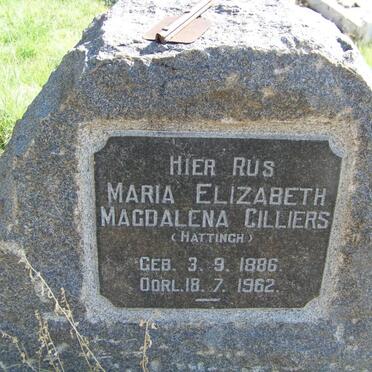 HIER RUS
MARIA ELIZABETH
MAGDALENA CILLIERS
(HATTINGH)
GEB. 3. 9. 1886.
OORL. 18. 7. 1962.